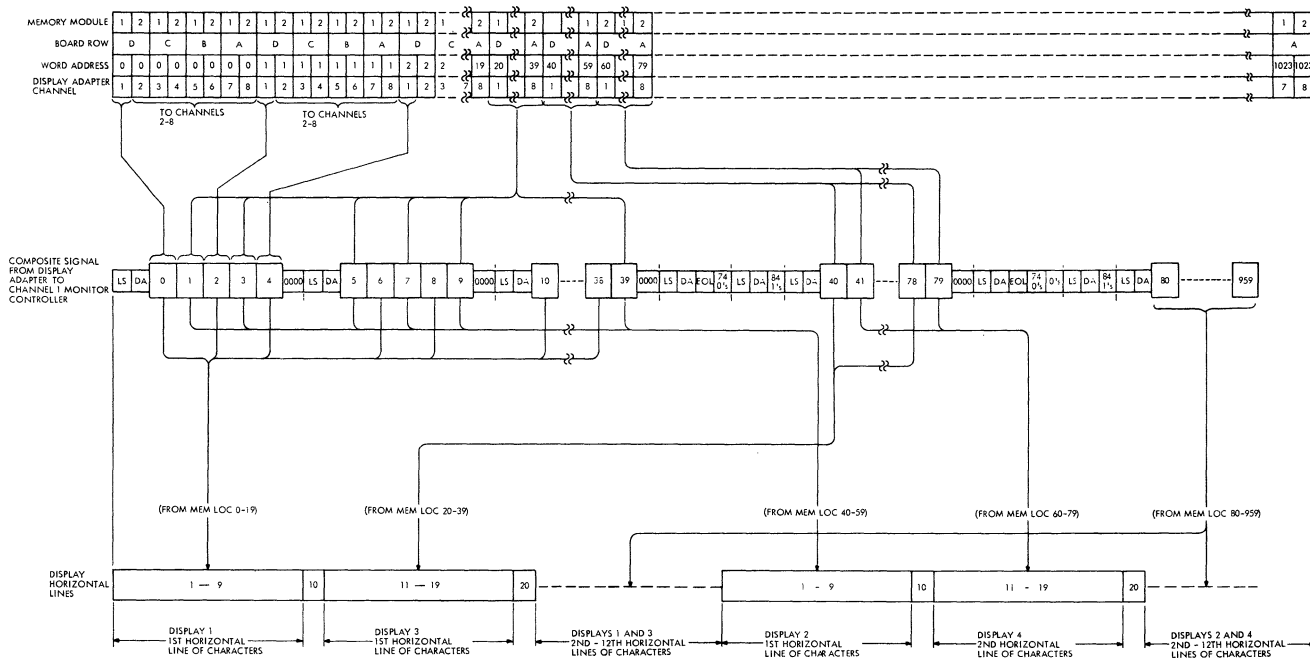 MEMORY MODULE 1 2 1 2 1 2 1 2 1 2 1 2 1 2 1 2 1 2 1 2 1 2 1 2 1 2 1 2
BOARD ROW D C B A D C B A D C A D A D A D A A
WORD ADDRESS 0 0 0 0 0 0 0 0 1 1 1 1 1 1 1 1 2 2 2 19 20 39 40 59 60 79 1023 1023
DISPLAY ADAPTER
CHANNEL 1 2 3 4 5 6 7 8 1 2 3 4 5 6 7 8 1 2 3 7 8 1 8 1 8 1 8 7 8
TO CHANNELS
2-8
TO CHANNELS
2-8
COMPOSITE SIGNAL
FROM DISPLAY
ADAPTER TO
CHANNEL 1 MONITOR
CONTROLLER
LS DA 0 1 2 3 4 0000 LS DA 5 6 7 8 9 0000 LS DA 10 38 39 0000 LS DA EOL 74 0's LS DA 84 1's LS DA 40 41 78 79 0000 LS DA EOL 74 0's 0's LS DA 84 1's LS DA 80 959
(FROM MEM LOC 0-19)
(FROM MEM LOC 20-39)
(FROM MEM LOC 40-59)
(FROM MEM LOC 60-79)
(FROM MEM LOC 80-959)
DISPLAY
HORIZONTAL
LINES
1 — 9 10 11 — 19 20 1 - 9 10 11 - 19 20
DISPLAY 1
1ST HORIZONTAL
LINE OF CHARACTERS
DISPLAY 3
1ST HORIZONTAL
LINE OF CHARACTERS
DISPLAYS 1 AND 3
2ND - 12TH HORIZONTAL
LINES OF CHARACTERS
DISPLAY 2
1ST HORIZONTAL
LINE OF CHARACTERS
DISPLAY 4
2ND HORIZONTAL
LINE OF CHARACTERS
DISPLAYS 2 AND 4
2ND - 12TH HORIZONTAL
LINES OF CHARACTERS